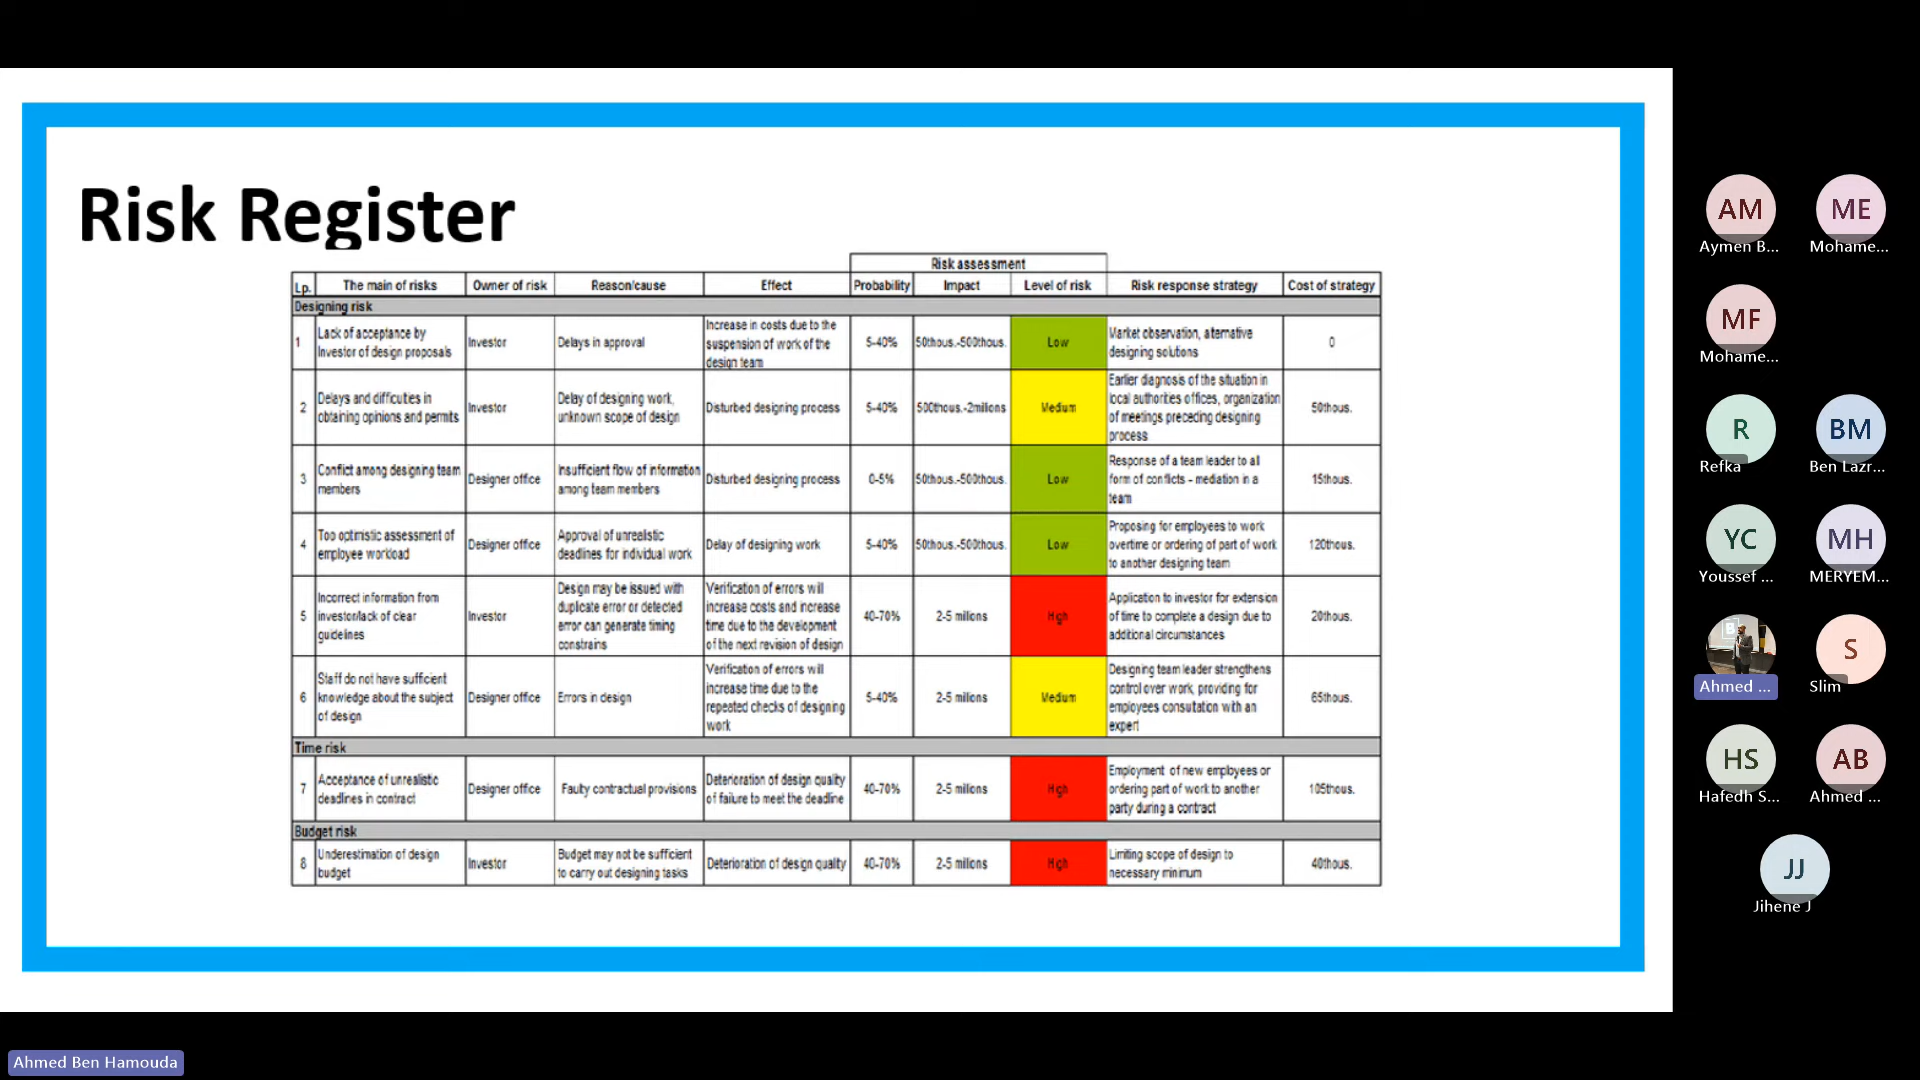 Risk Register
Risk assessment
Lp. The main of risks Owner of risk Reason/cause Effect Probability Impact Level of risk Risk response strategy Cost of strategy
Designing risk
1 Lack of acceptance by
Investor of design proposals
Investor
Delays in approval
Increase in costs due to the
suspension of work of the
design team
5-40%
50thous.-500thous.
Low
Market observation, alternative
designing solutions
0
2 Delays and difficulties in
obtaining opinions and permits
Investor
Delay of designing work,
unknown scope of design
Disturbed designing process
5-40%
500thous.-2milions
Medium
Earlier diagnosis of the situation in
local authorities offices, organization
of meetings preceding designing
process
50thous.
3 Conflict among designing team
members
Designer office
Insufficient flow of information
among team members
Disturbed designing process
0-5%
50thous.-500thous.
Low
Response of a team leader to all
form of conflicts - mediation in a
team
15thous.
4 Too optimistic assessment of
employee workload
Designer office
Approval of unrealistic
deadlines for individual work
Delay of designing work
5-40%
50thous.-500thous.
Low
Proposing for employees to work
overtime or ordering of part of work
to another designing team
120thous.
5 Incorrect information from
investor/lack of clear
guidelines
Investor
Design may be issued with
duplicate error or detected
error can generate timing
constrains
Verification of errors will
increase costs and increase
time due to the development
of the next revision of design
40-70%
2-5 milions
High
Application to investor for extension
of time to complete a design due to
additional circumstances
20thous.
6 Staff do not have sufficient
knowledge about the subject
of design
Designer office
Errors in design
Verification of errors will
increase time due to the
repeated checks of designing
work
5-40%
2-5 milions
Medium
Designing team leader strengthens
control over work, providing for
employees consultation with an
expert
65thous.
Time risk
7 Acceptance of unrealistic
deadlines in contract
Designer office
Faulty contractual provisions
Deterioration of design quality
of failure to meet the deadline
40-70%
2-5 milions
High
Employment of new employees or
ordering part of work to another
party during a contract
105thous.
Budget risk
8 Underestimation of design
budget
Investor
Budget may not be sufficient
to carry out designing tasks
Deterioration of design quality
40-70%
2-5 milions
High
Limiting scope of design to
necessary minimum
40thous.
AM ME
Aymen B... Mohame...
MF
Mohame...
R BM
Refka Ben Lazr...
YC MH
Youssef ... MERYEM...
S
Ahmed ... Slim
HS AB
Hafedh S... Ahmed ...
JJ
Jihene J
Ahmed Ben Hamouda